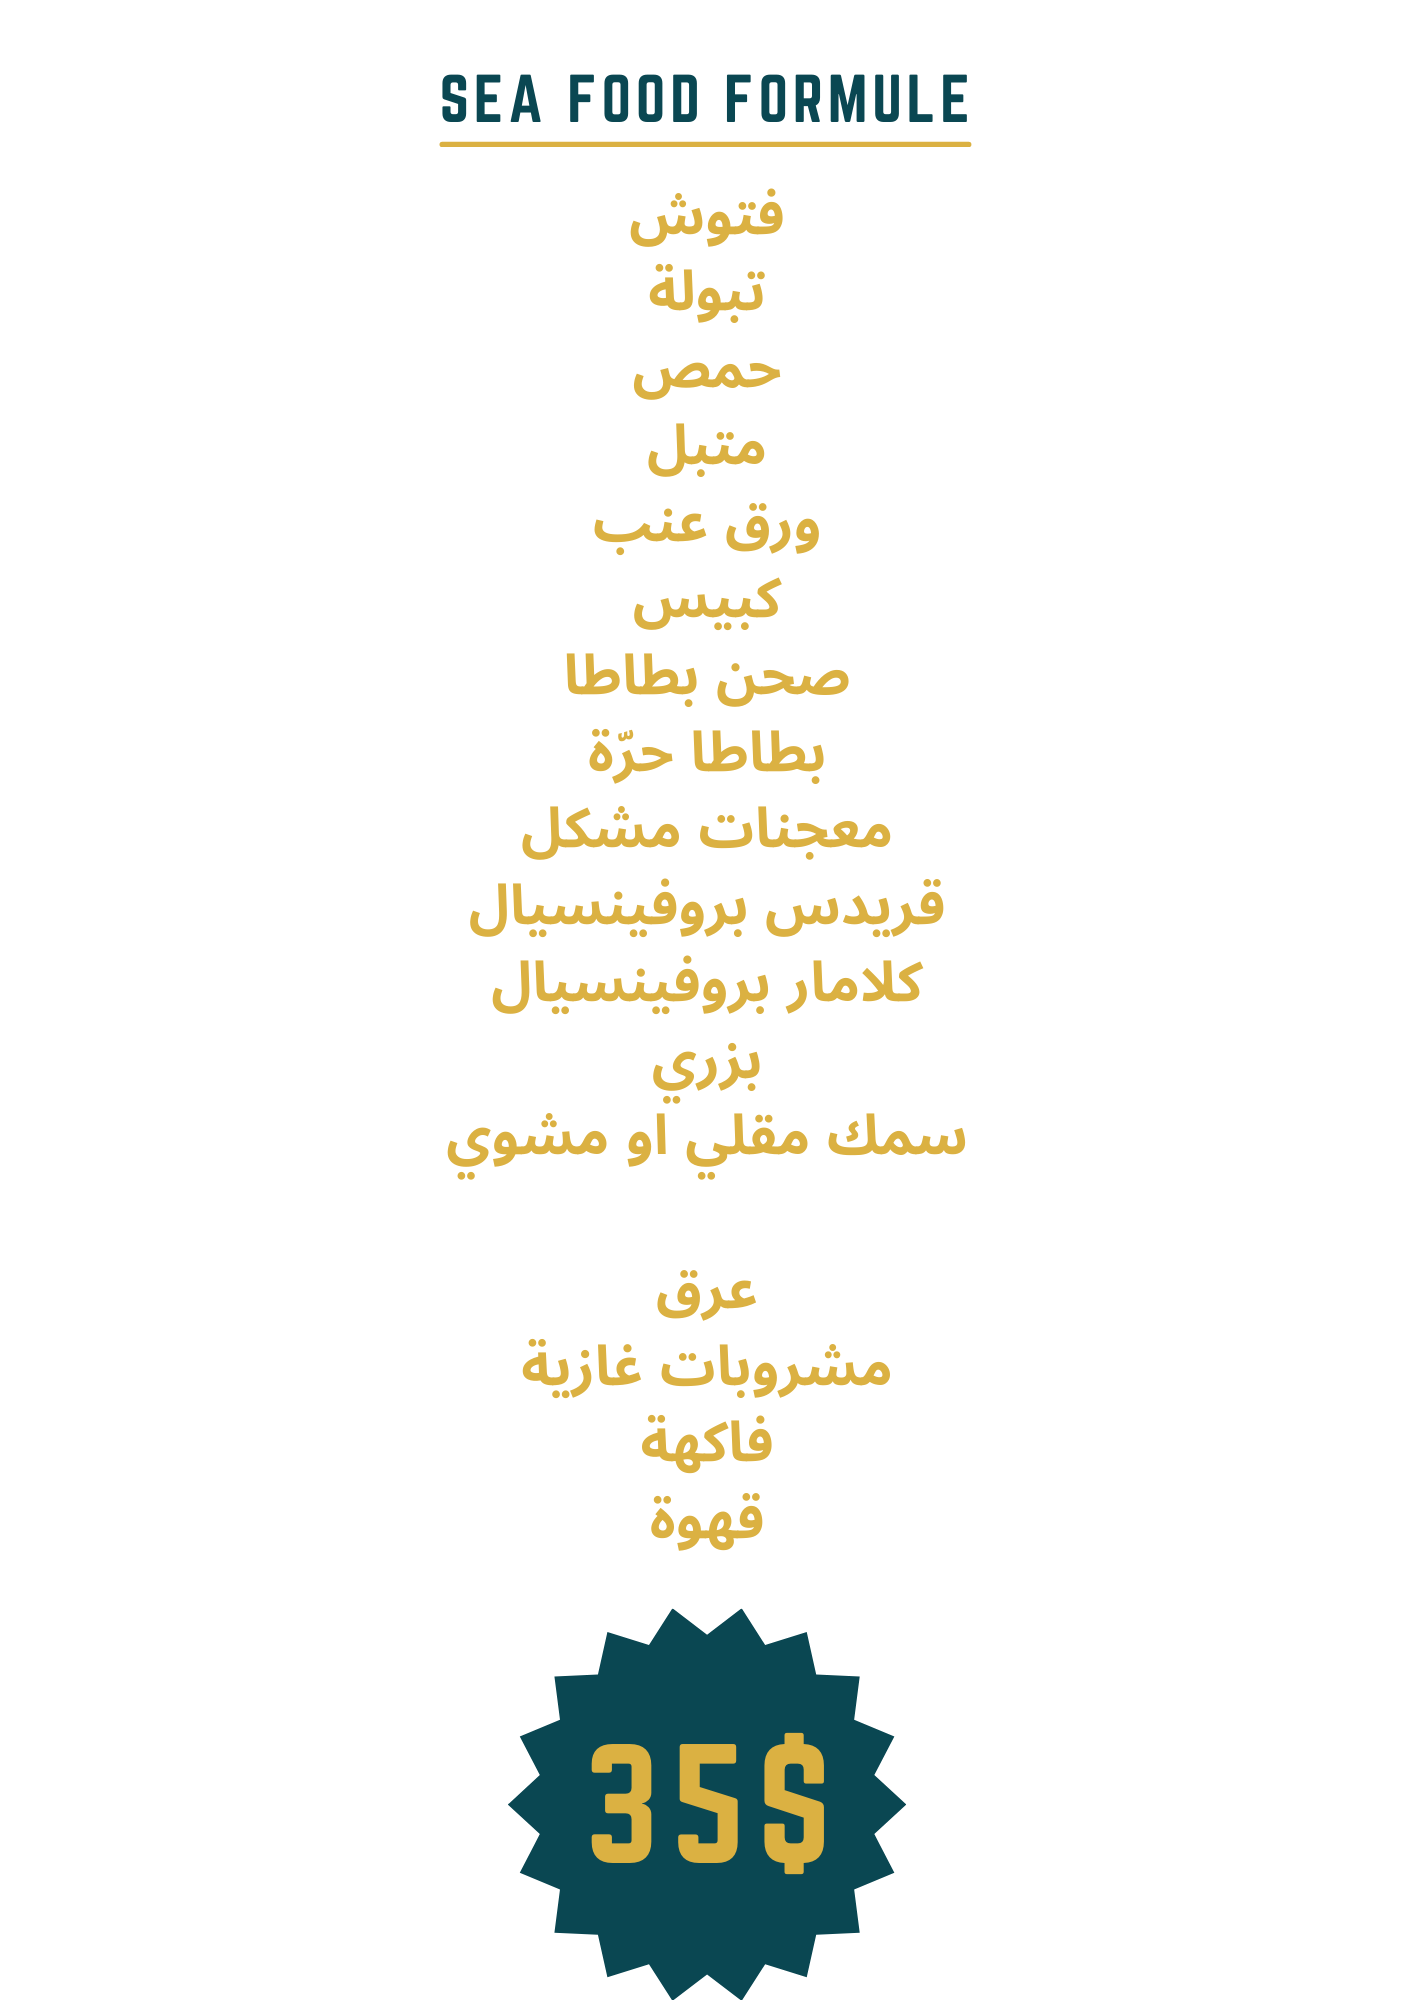 SEA FOOD FORMULE
فتوش
تبولة
حمص
متبل
ورق عنب
كبيس
صحن بطاطا
بطاطا حرّة
معجنات مشكل
قريدس بروفينسيال
كلامار بروفينسيال
بزري
سمك مقلي او مشوي
عرق
مشروبات غازية
فاكهة
قهوة
35$